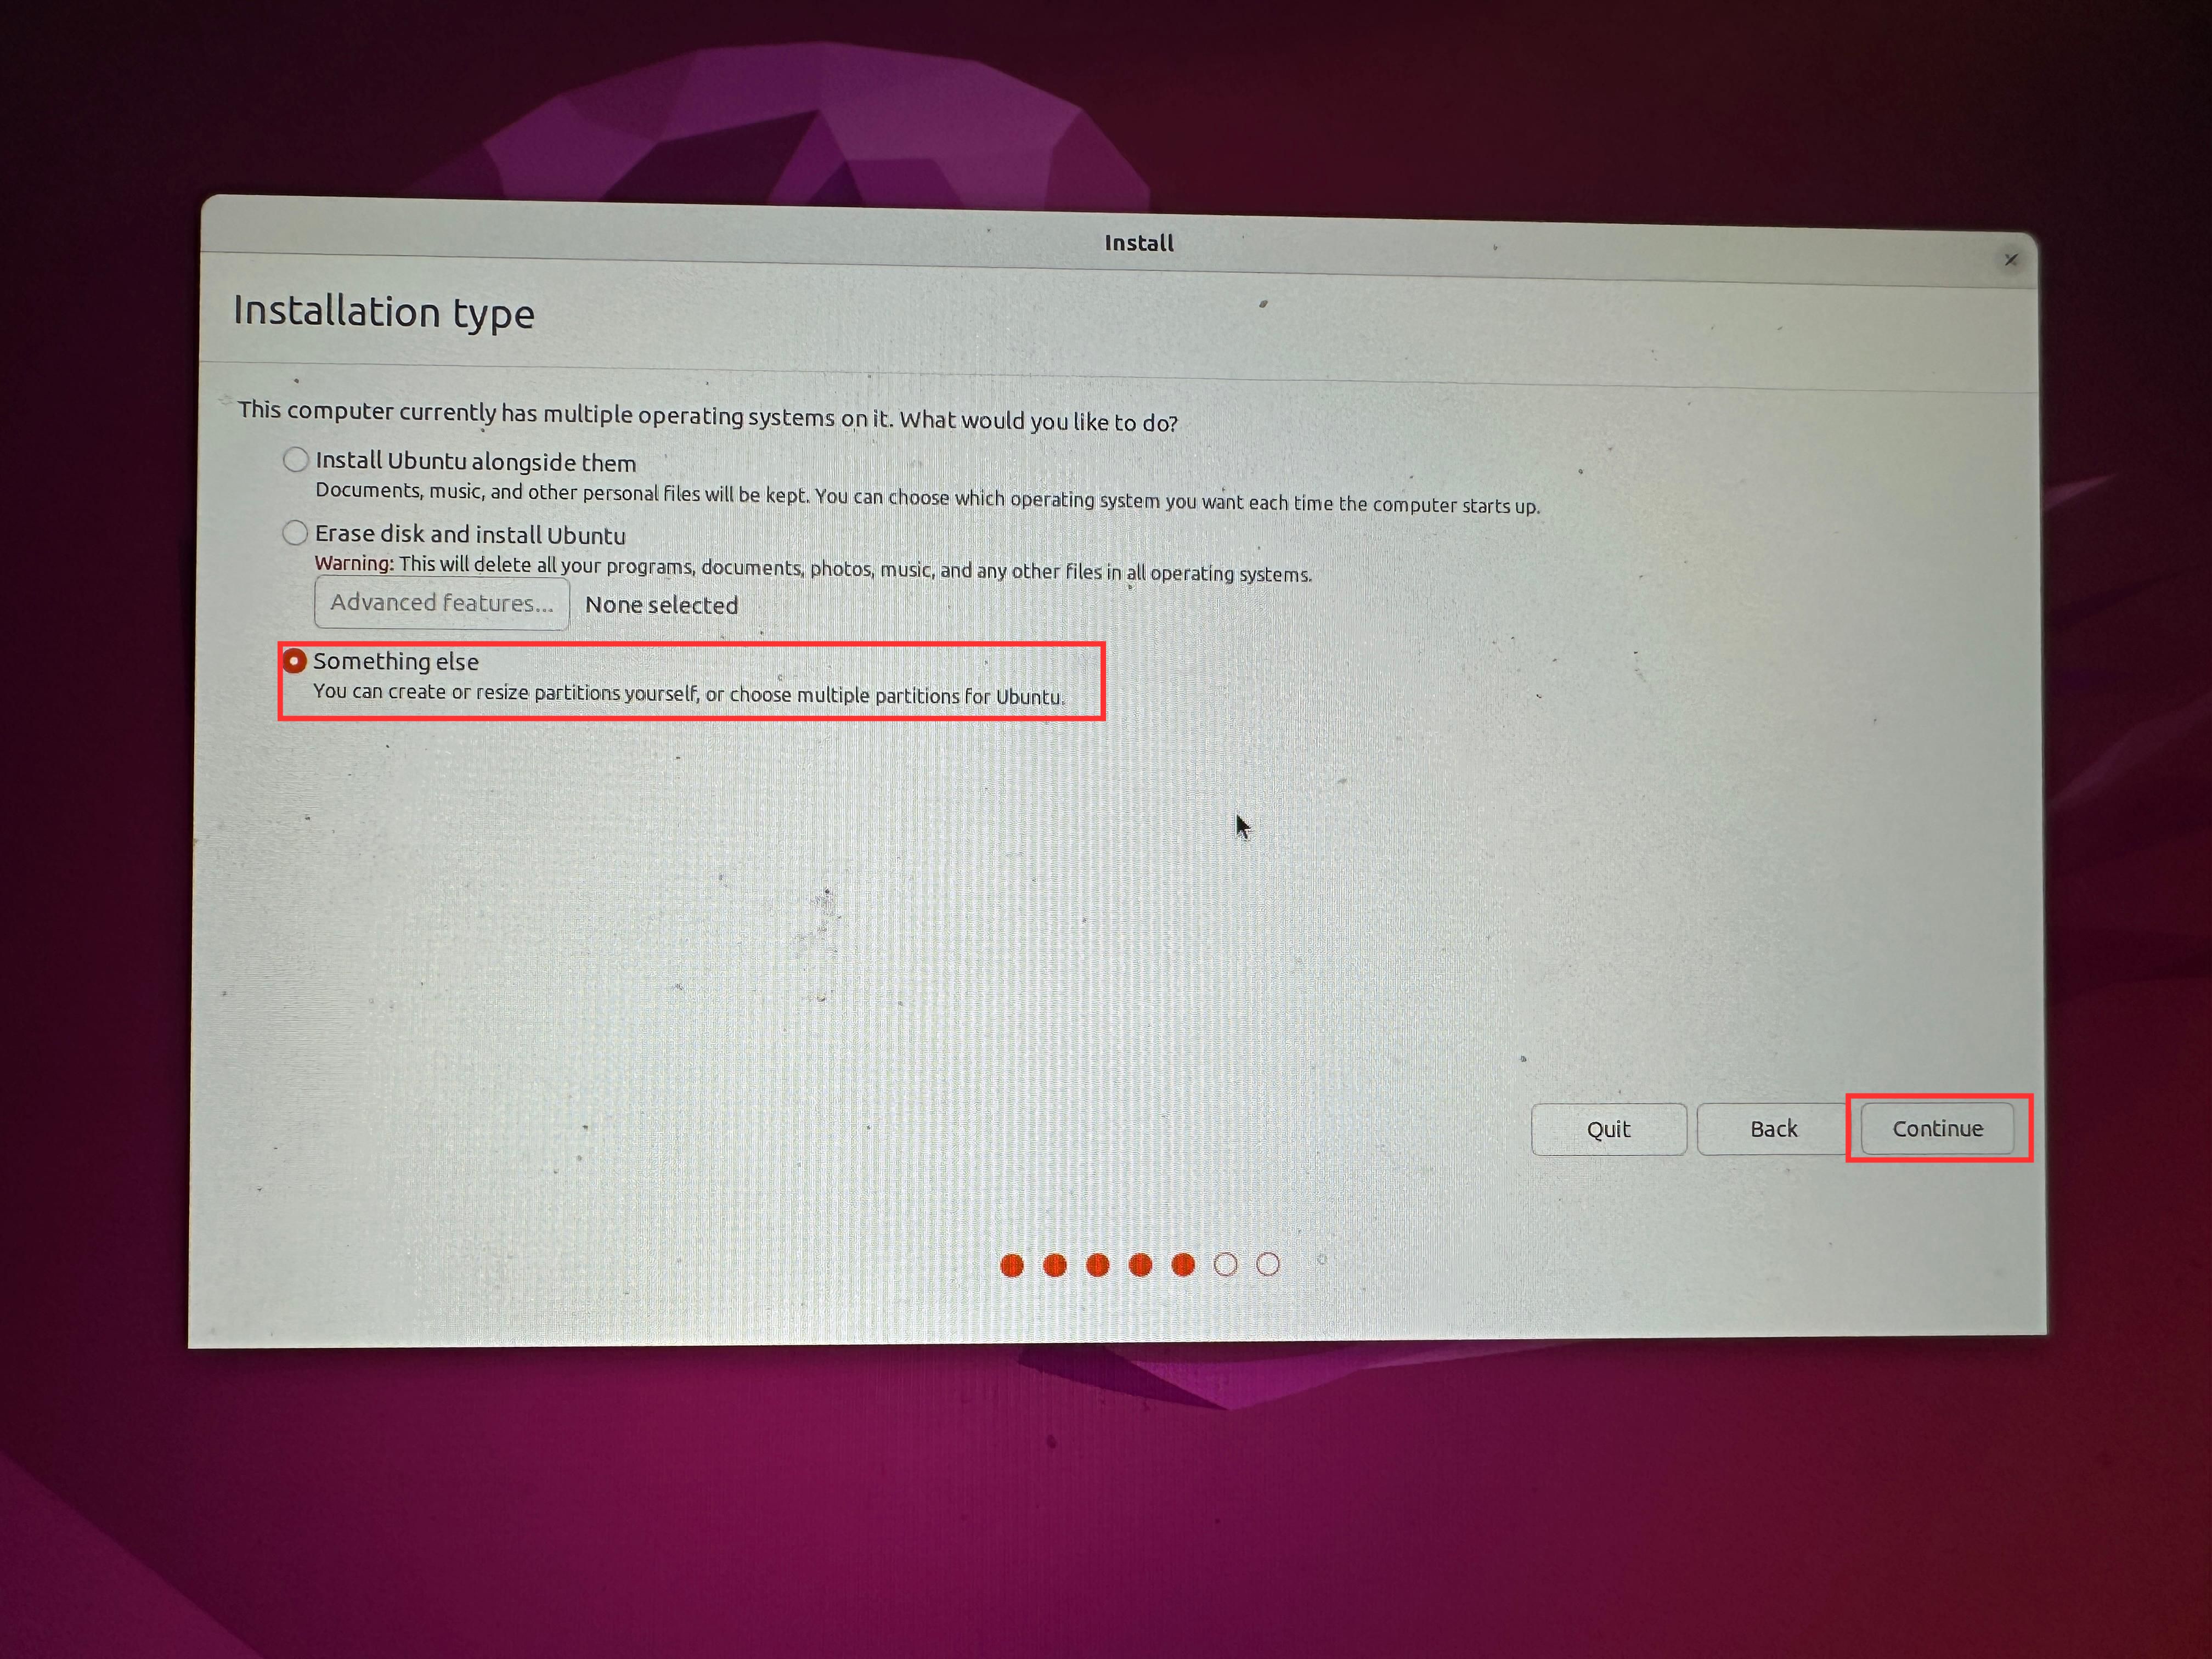 Install
Installation type
This computer currently has multiple operating systems on it. What would you like to do?
Install Ubuntu alongside them
Documents, music, and other personal files will be kept. You can choose which operating system you want each time the computer starts up.
Erase disk and install Ubuntu
Warning: This will delete all your programs, documents, photos, music, and any other files in all operating systems.
Advanced features... None selected
Something else
You can create or resize partitions yourself, or choose multiple partitions for Ubuntu.
Quit Back Continue